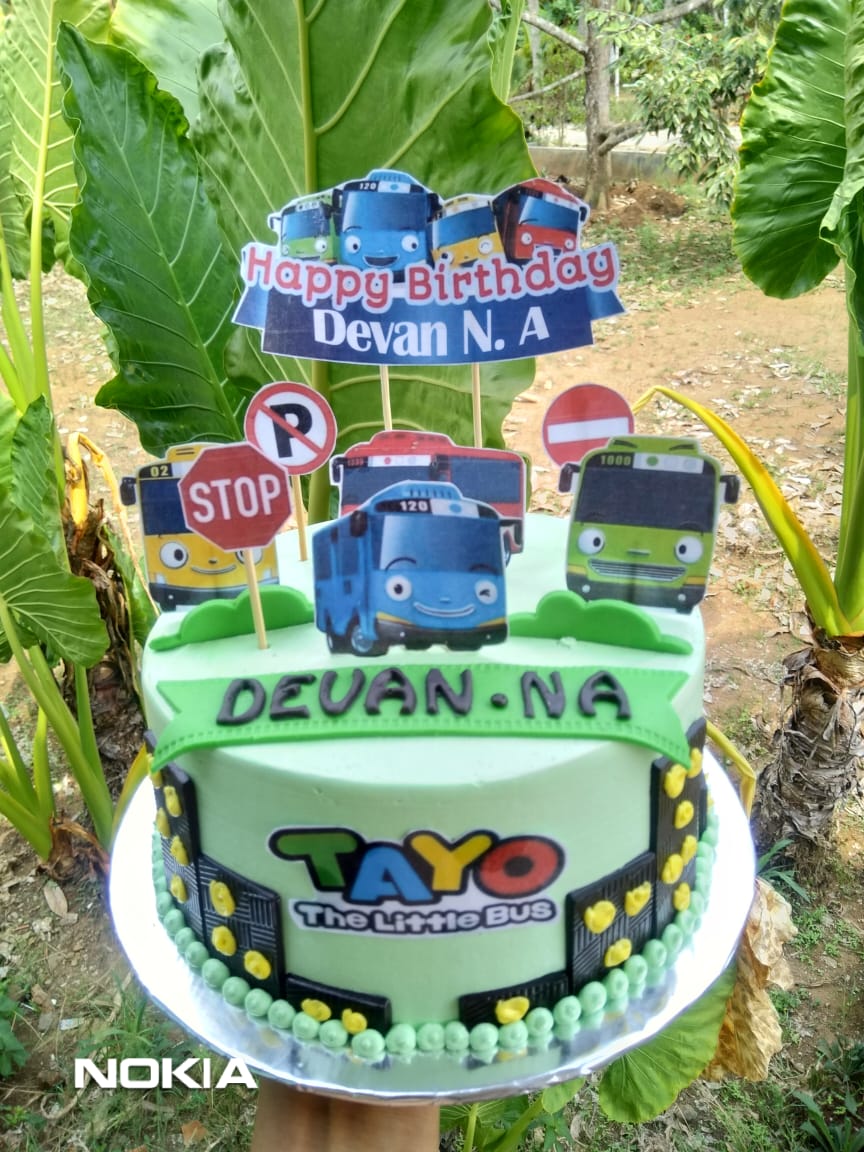 120
Happy Birthday
Devan N. A
P
02
STOP
120
1000
DEVAN.NA
TAYO
The Little Bus
NOKIA